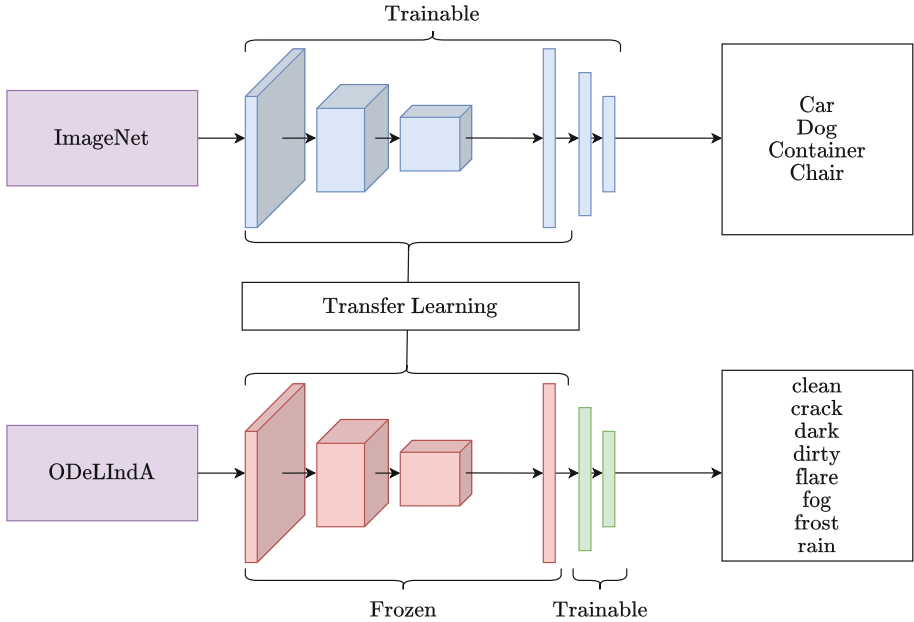 Trainable
ImageNet
Car
Dog
Container
Chair
Transfer Learning
ODeLIndA
clean
crack
dark
dirty
flare
fog
frost
rain
Frozen
Trainable